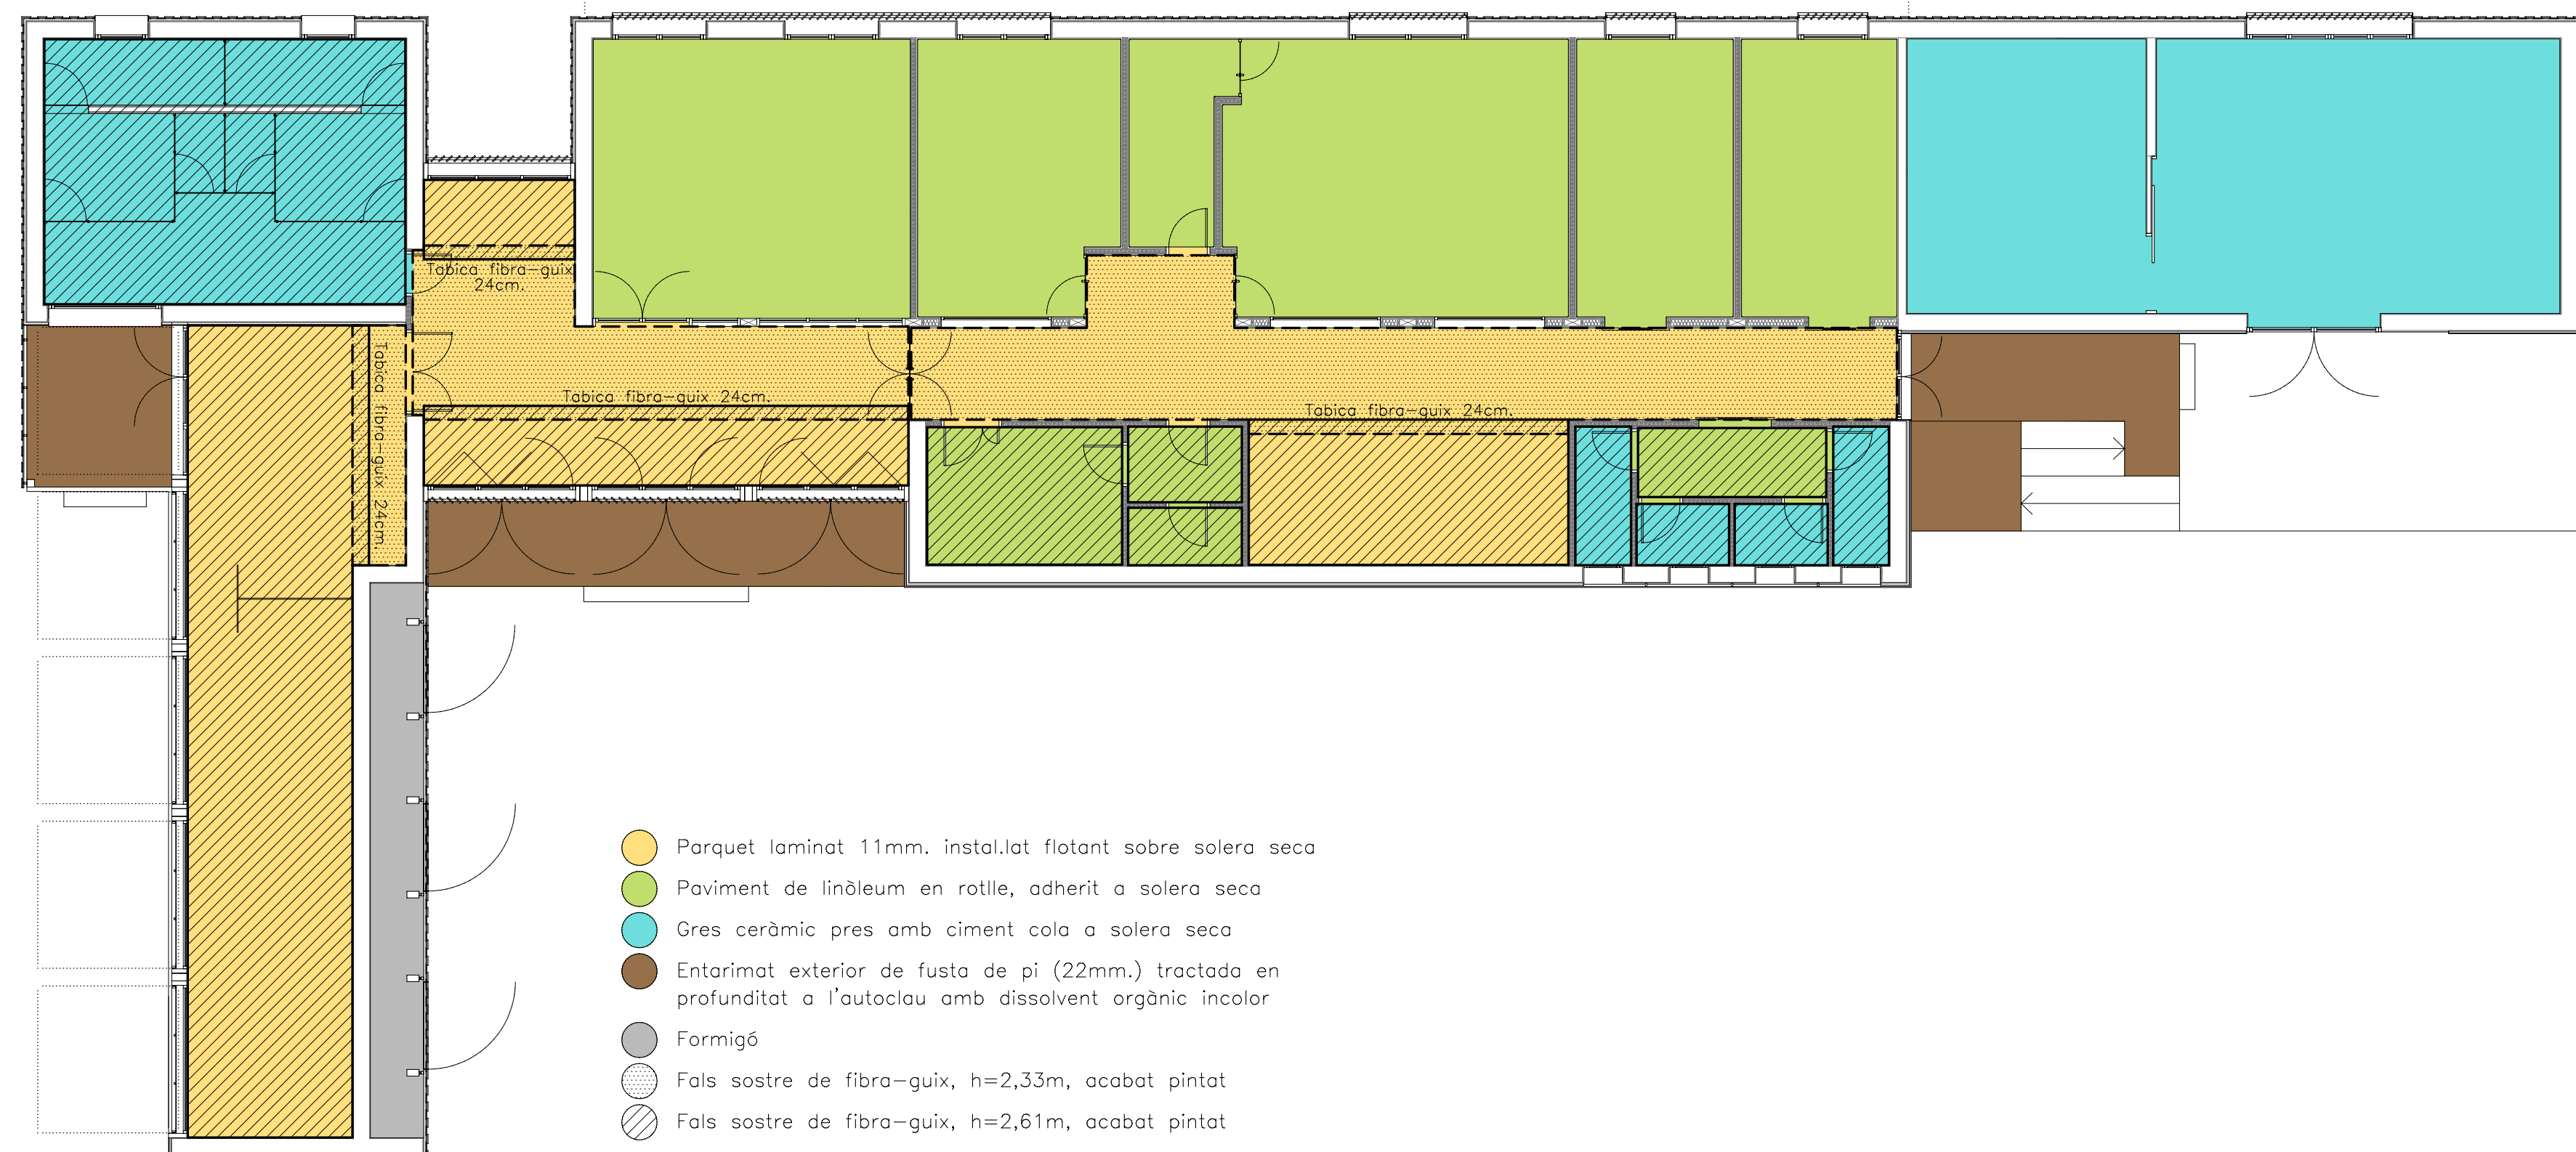 Tabica fibra-guix
24cm.
Tabica fibra-guix 24cm.
Tabica fibra-guix 24cm.
Tabica fibra-guix 24cm.
Parquet laminat 11mm. instal.lat flotant sobre solera seca
Paviment de linòleum en rotlle, adherit a solera seca
Gres ceràmic pres amb ciment cola a solera seca
Entarimat exterior de fusta de pi (22mm.) tractada en
profunditat a l'autoclau amb dissolvent orgànic incolor
Formigó
Fals sostre de fibra-guix, h=2,33m, acabat pintat
Fals sostre de fibra-guix, h=2,61m, acabat pintat